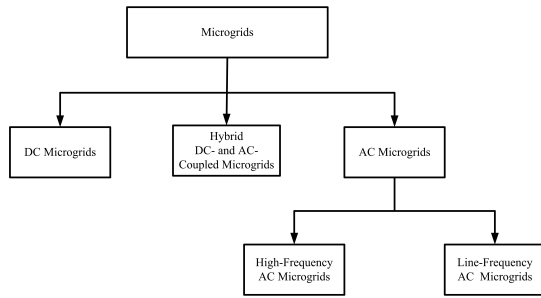 Microgrids
DC Microgrids
Hybrid
DC- and AC-
Coupled Microgrids
AC Microgrids
High-Frequency
AC Microgrids
Line-Frequency
AC Microgrids